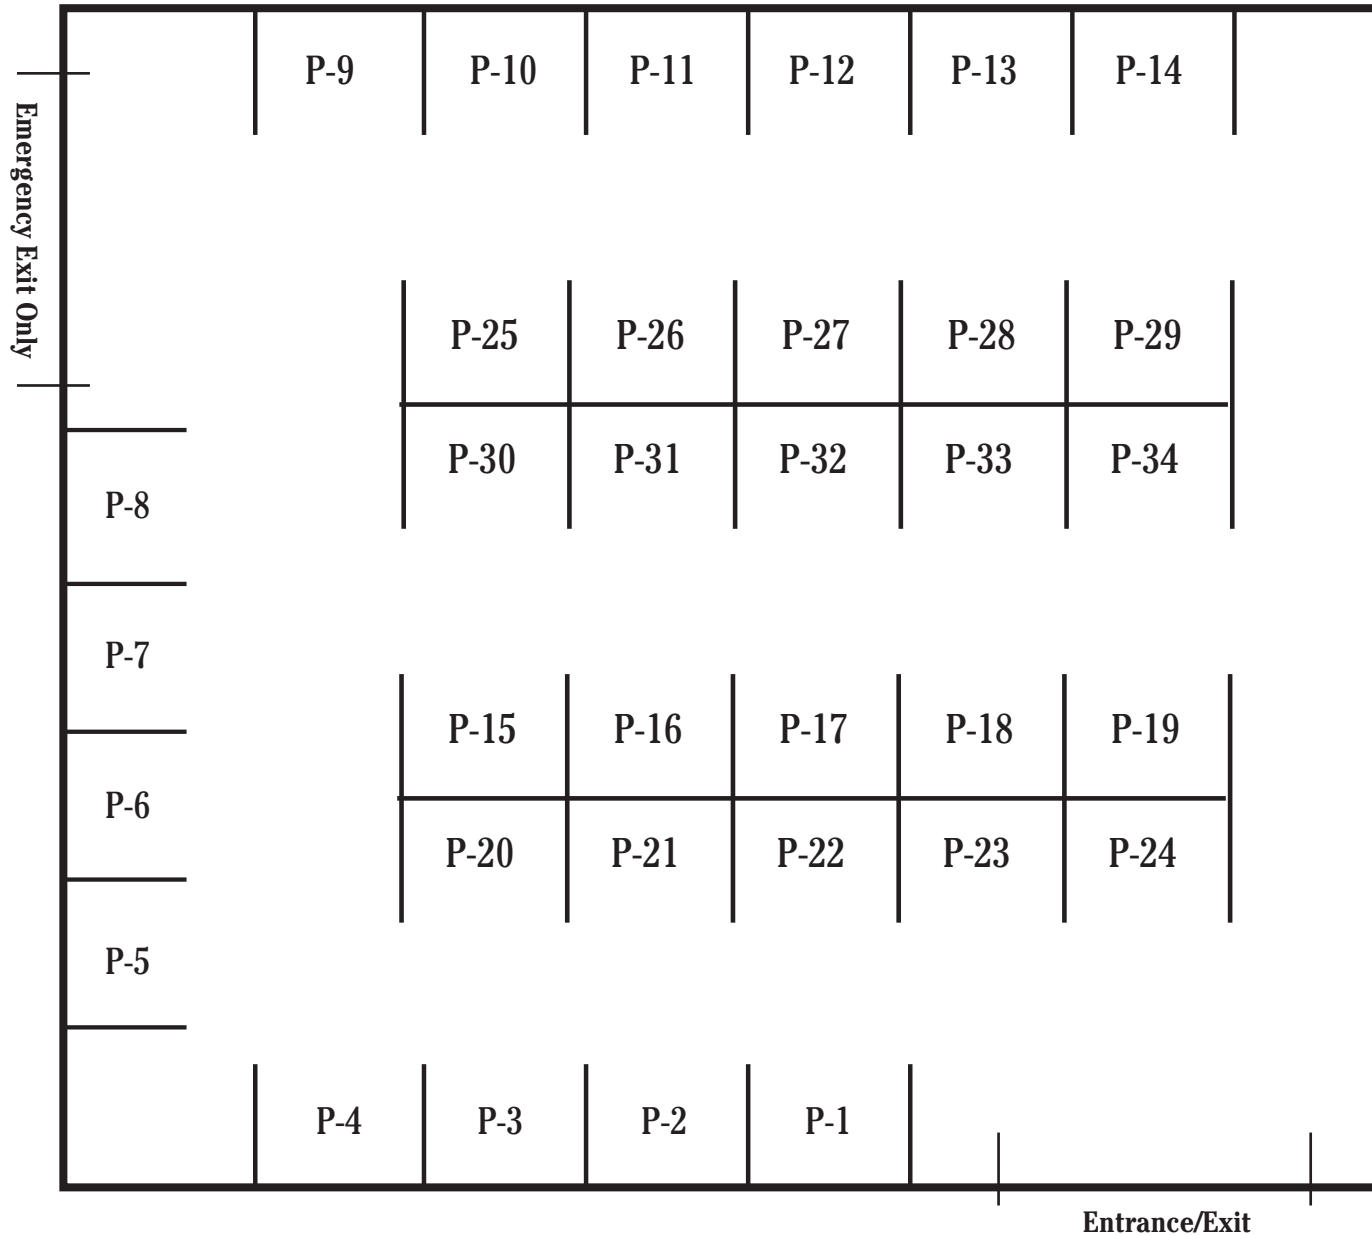 P-9 P-10 P-11 P-12 P-13 P-14
Emergency Exit Only
P-25 P-26 P-27 P-28 P-29
P-30 P-31 P-32 P-33 P-34
P-8
P-7
P-15 P-16 P-17 P-18 P-19
P-6
P-20 P-21 P-22 P-23 P-24
P-5
P-4 P-3 P-2 P-1
Entrance/Exit